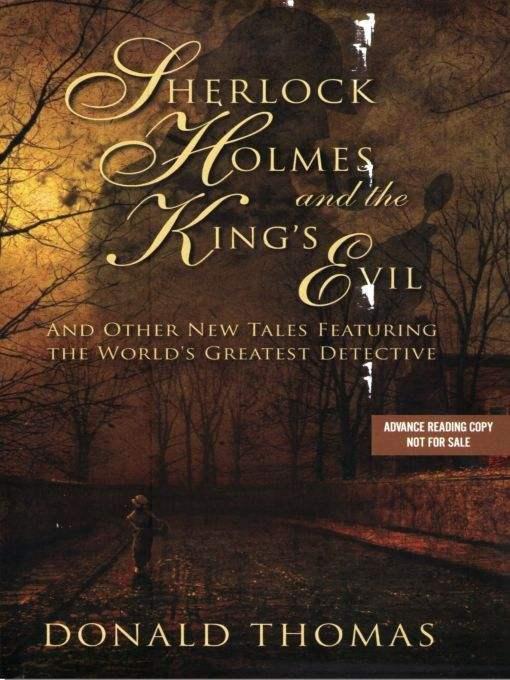 SHERLOCK
HOLMES
and the
KING'S
EVIL
AND OTHER NEW TALES FEATURING
THE WORLD'S GREATEST DETECTIVE
ADVANCE READING COPY
NOT FOR SALE
DONALD THOMAS